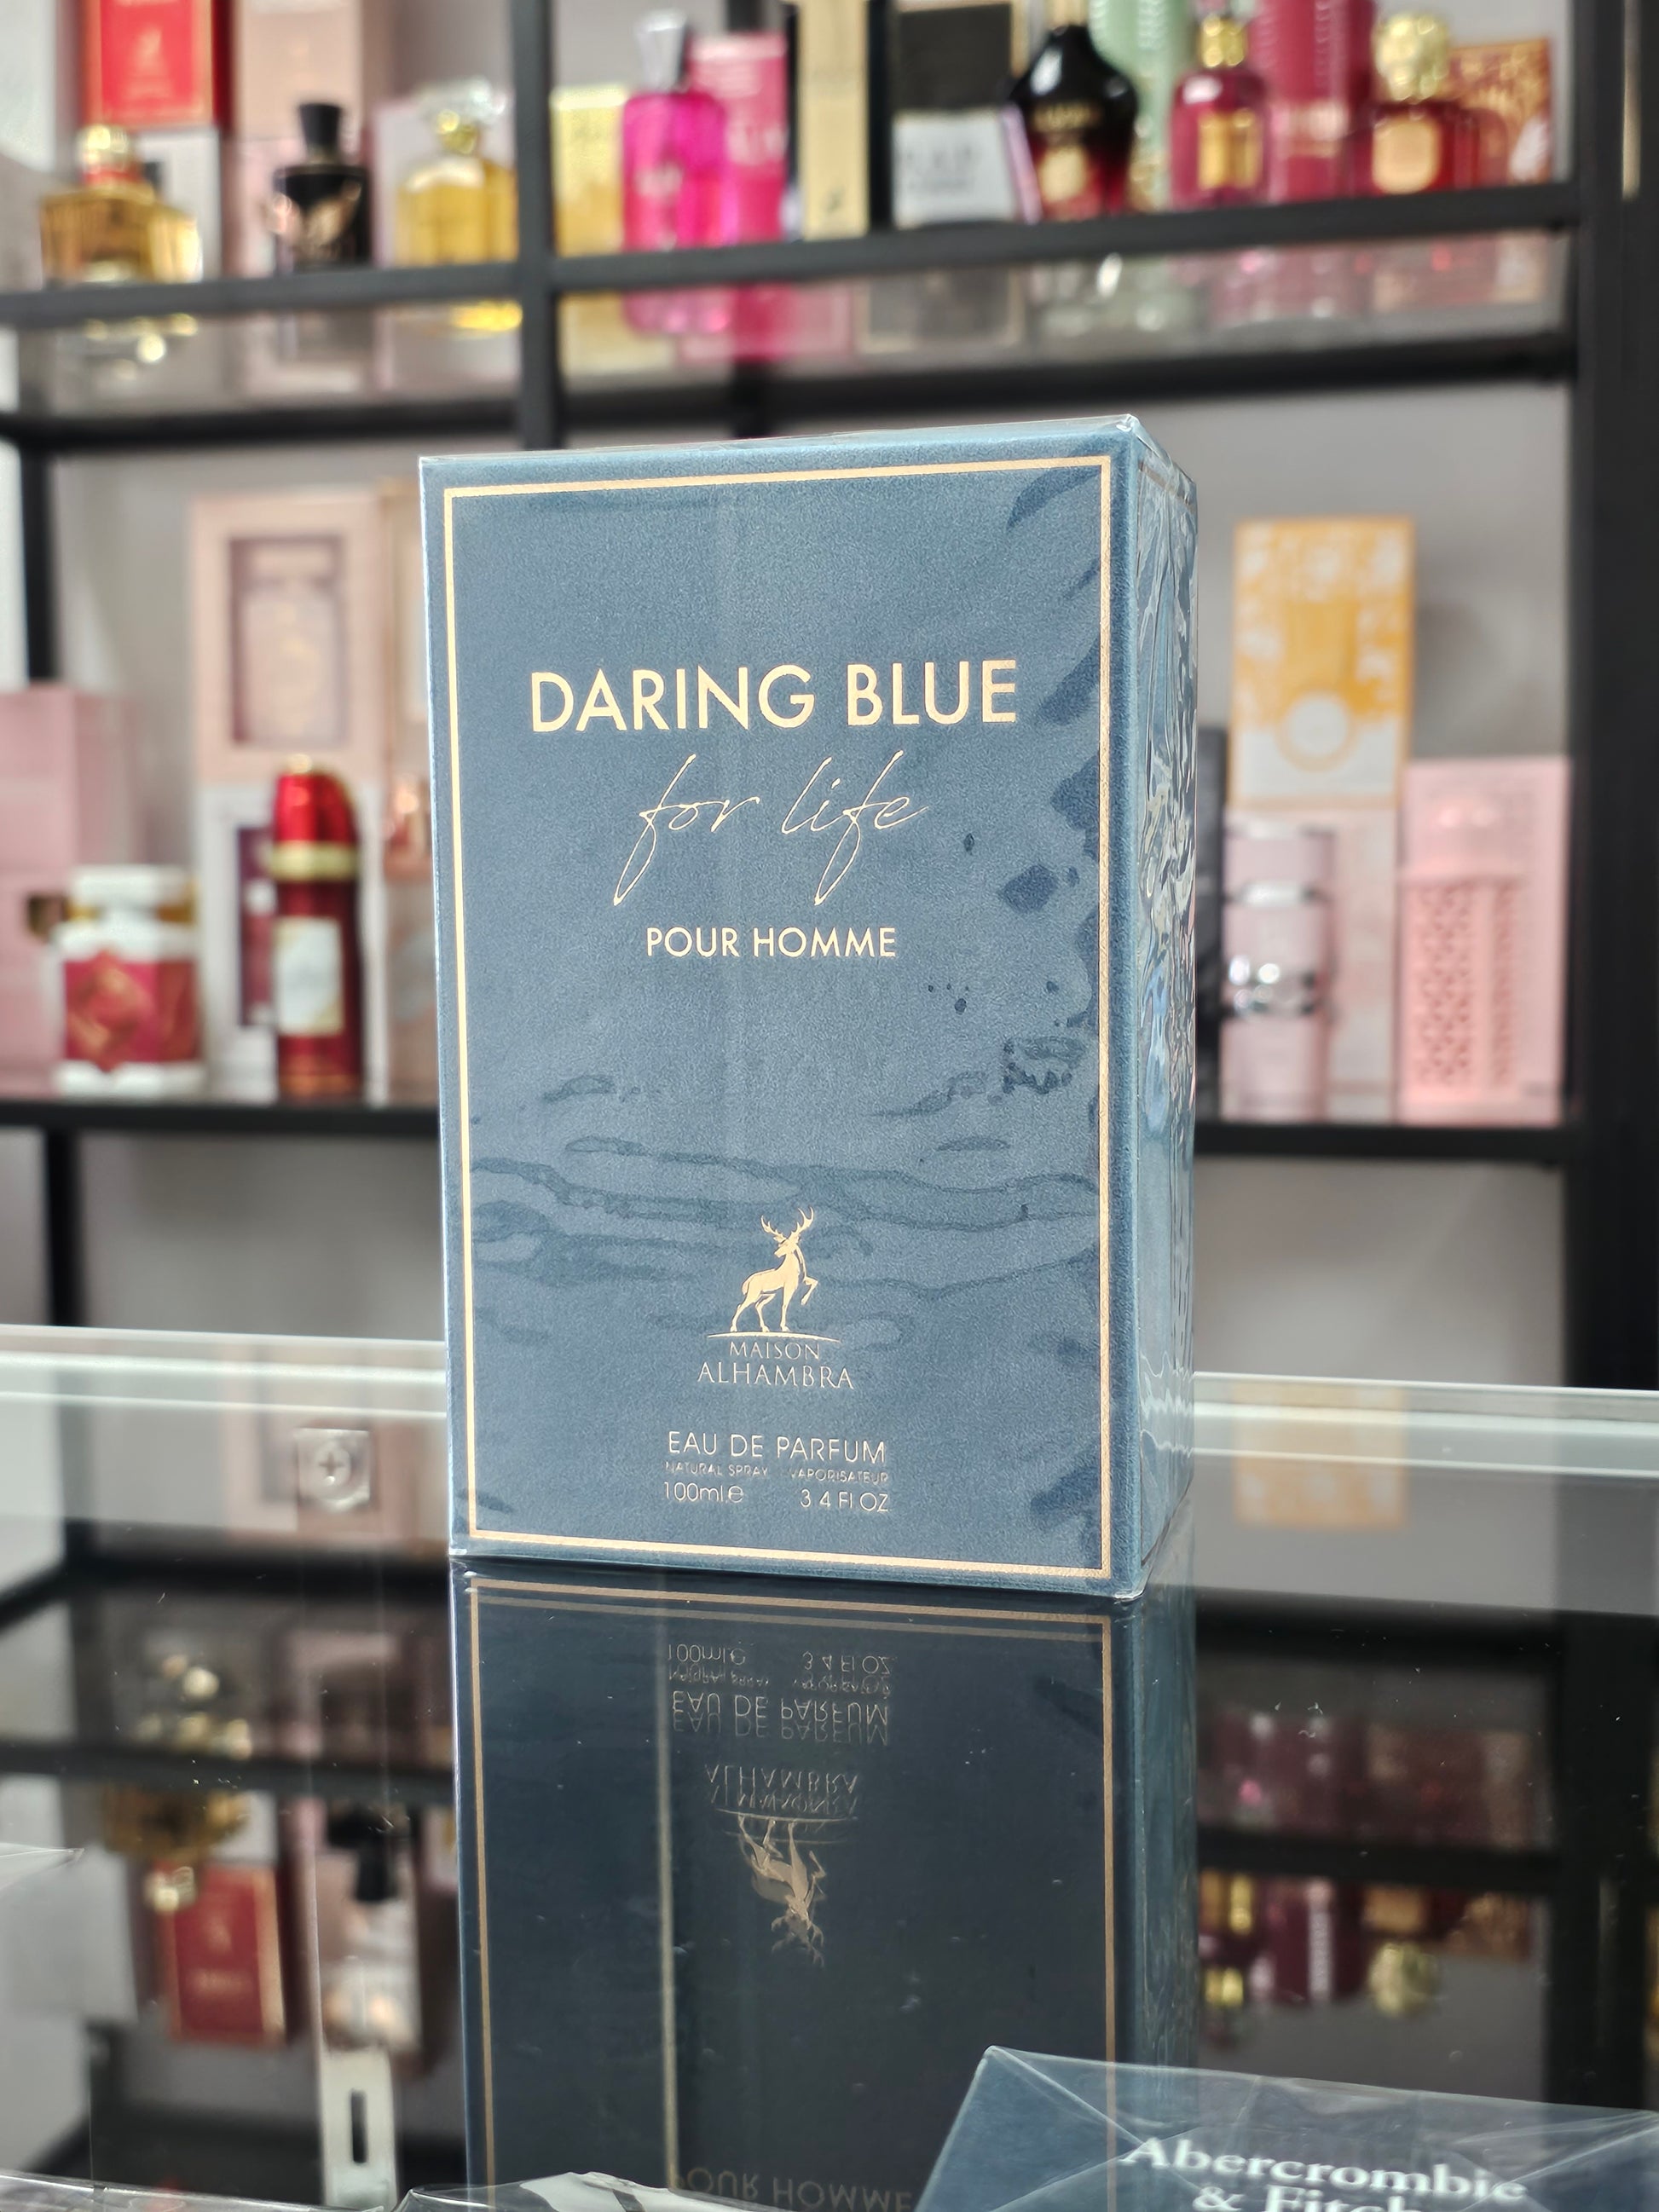 DARING BLUE
for life
POUR HOMME
MAISON
ALHAMBRA
EAU DE PARFUM
NATURAL SPRAY VAPORISATEUR
100ml.e 3.4 Fl OZ
Abercrombie
& Fitch